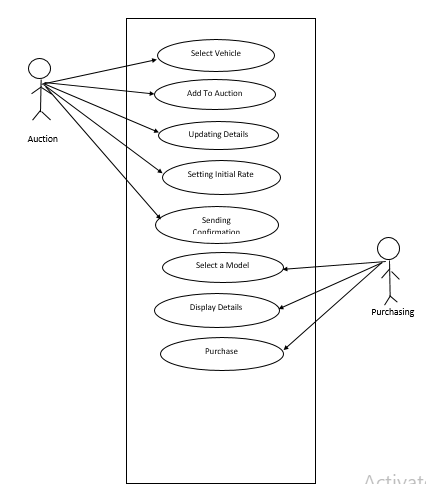 Select Vehicle
Add To Auction
Updating Details
Setting Initial Rate
Sending
Confirmation
Select a Model
Display Details
Purchase
Auction
Purchasing
Activate